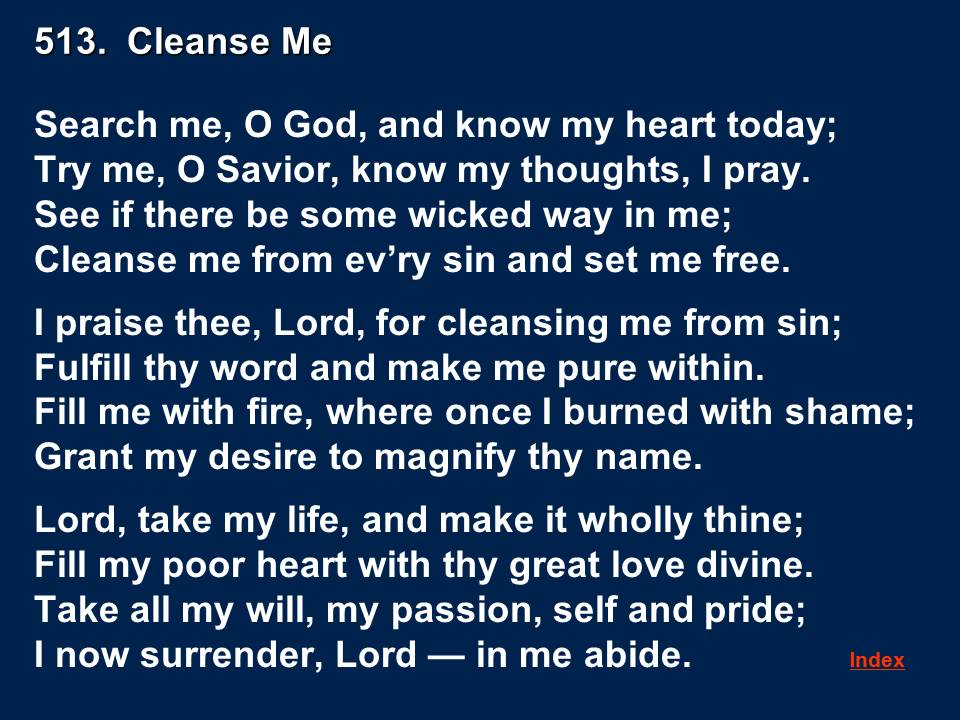 513.  Cleanse Me
Search me, O God, and know my heart today;
Try me, O Savior, know my thoughts, I pray.
See if there be some wicked way in me;
Cleanse me from ev’ry sin and set me free.
I praise thee, Lord, for cleansing me from sin;
Fulfill thy word and make me pure within.
Fill me with fire, where once I burned with shame;
Grant my desire to magnify thy name.
Lord, take my life, and make it wholly thine;
Fill my poor heart with thy great love divine.
Take all my will, my passion, self and pride;
I now surrender, Lord — in me abide.
Index